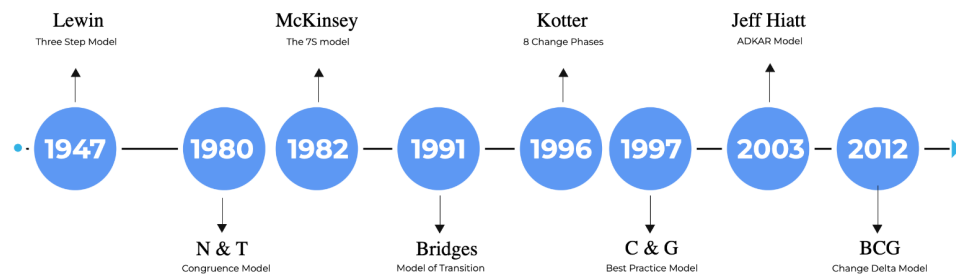 Lewin
Three Step Model
McKinsey
The 7S model
Kotter
8 Change Phases
Jeff Hiatt
ADKAR Model
1947
1980
1982
1991
1996
1997
2003
2012
N & T
Congruence Model
Bridges
Model of Transition
C & G
Best Practice Model
BCG
Change Delta Model